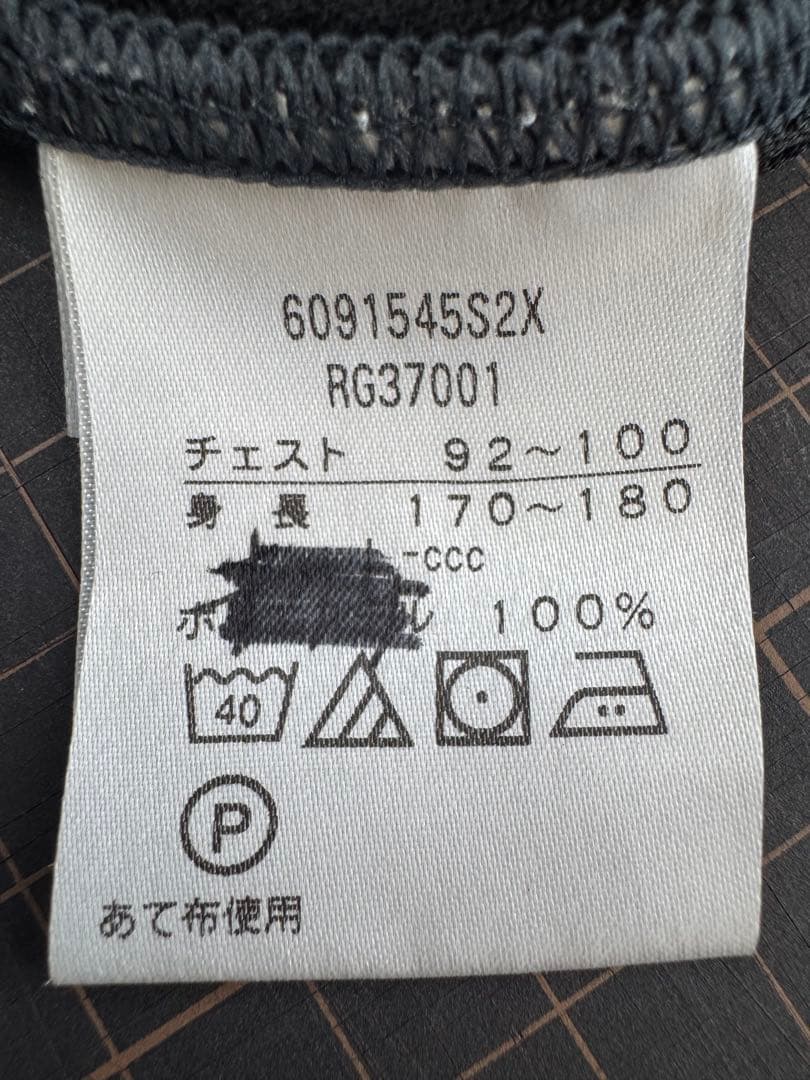 6091545S2X
RG37001
チェスト 92～100
身長 170～180
-CCC
100%
40
P
あて布使用